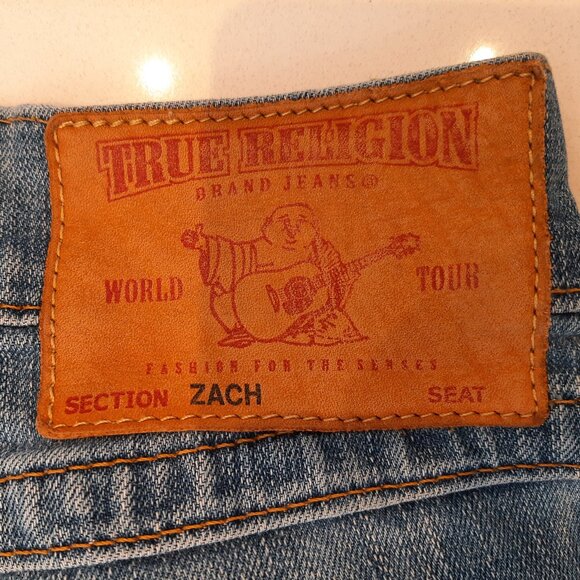 TRUE RELIGION
BRAND JEANS®
WORLD TOUR
FASHION FOR THE SENSES
SECTION ZACH SEAT